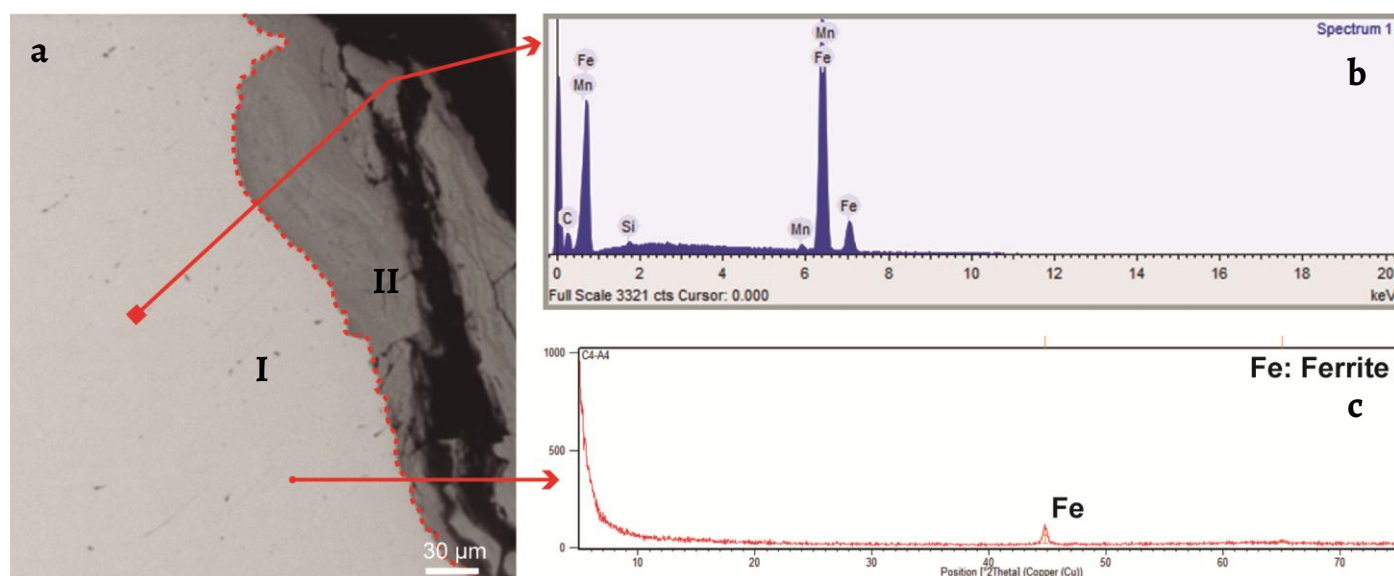 a
I
II
30 µm
Spectrum 1
b
Mn
Fe
Fe
Mn
C
Si
Mn
Fe
0 2 4 6 8 10 12 14 16 18 20
Full Scale 3321 cts Cursor: 0.000 keV
C4-A4
Fe: Ferrite
c
1000
500
0
Fe
10 20 30 40 50 60 70
Position [°2Theta] (Copper (Cu))